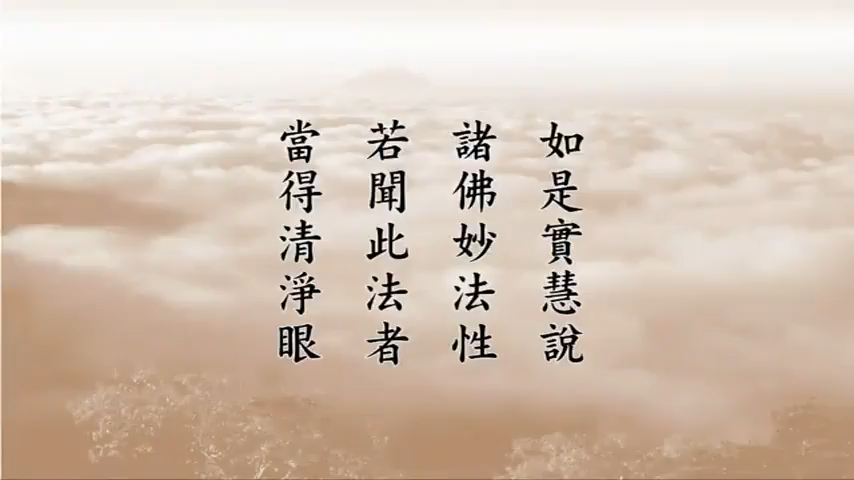 如是實慧說
諸佛妙法性
若聞此法者
當得清淨眼